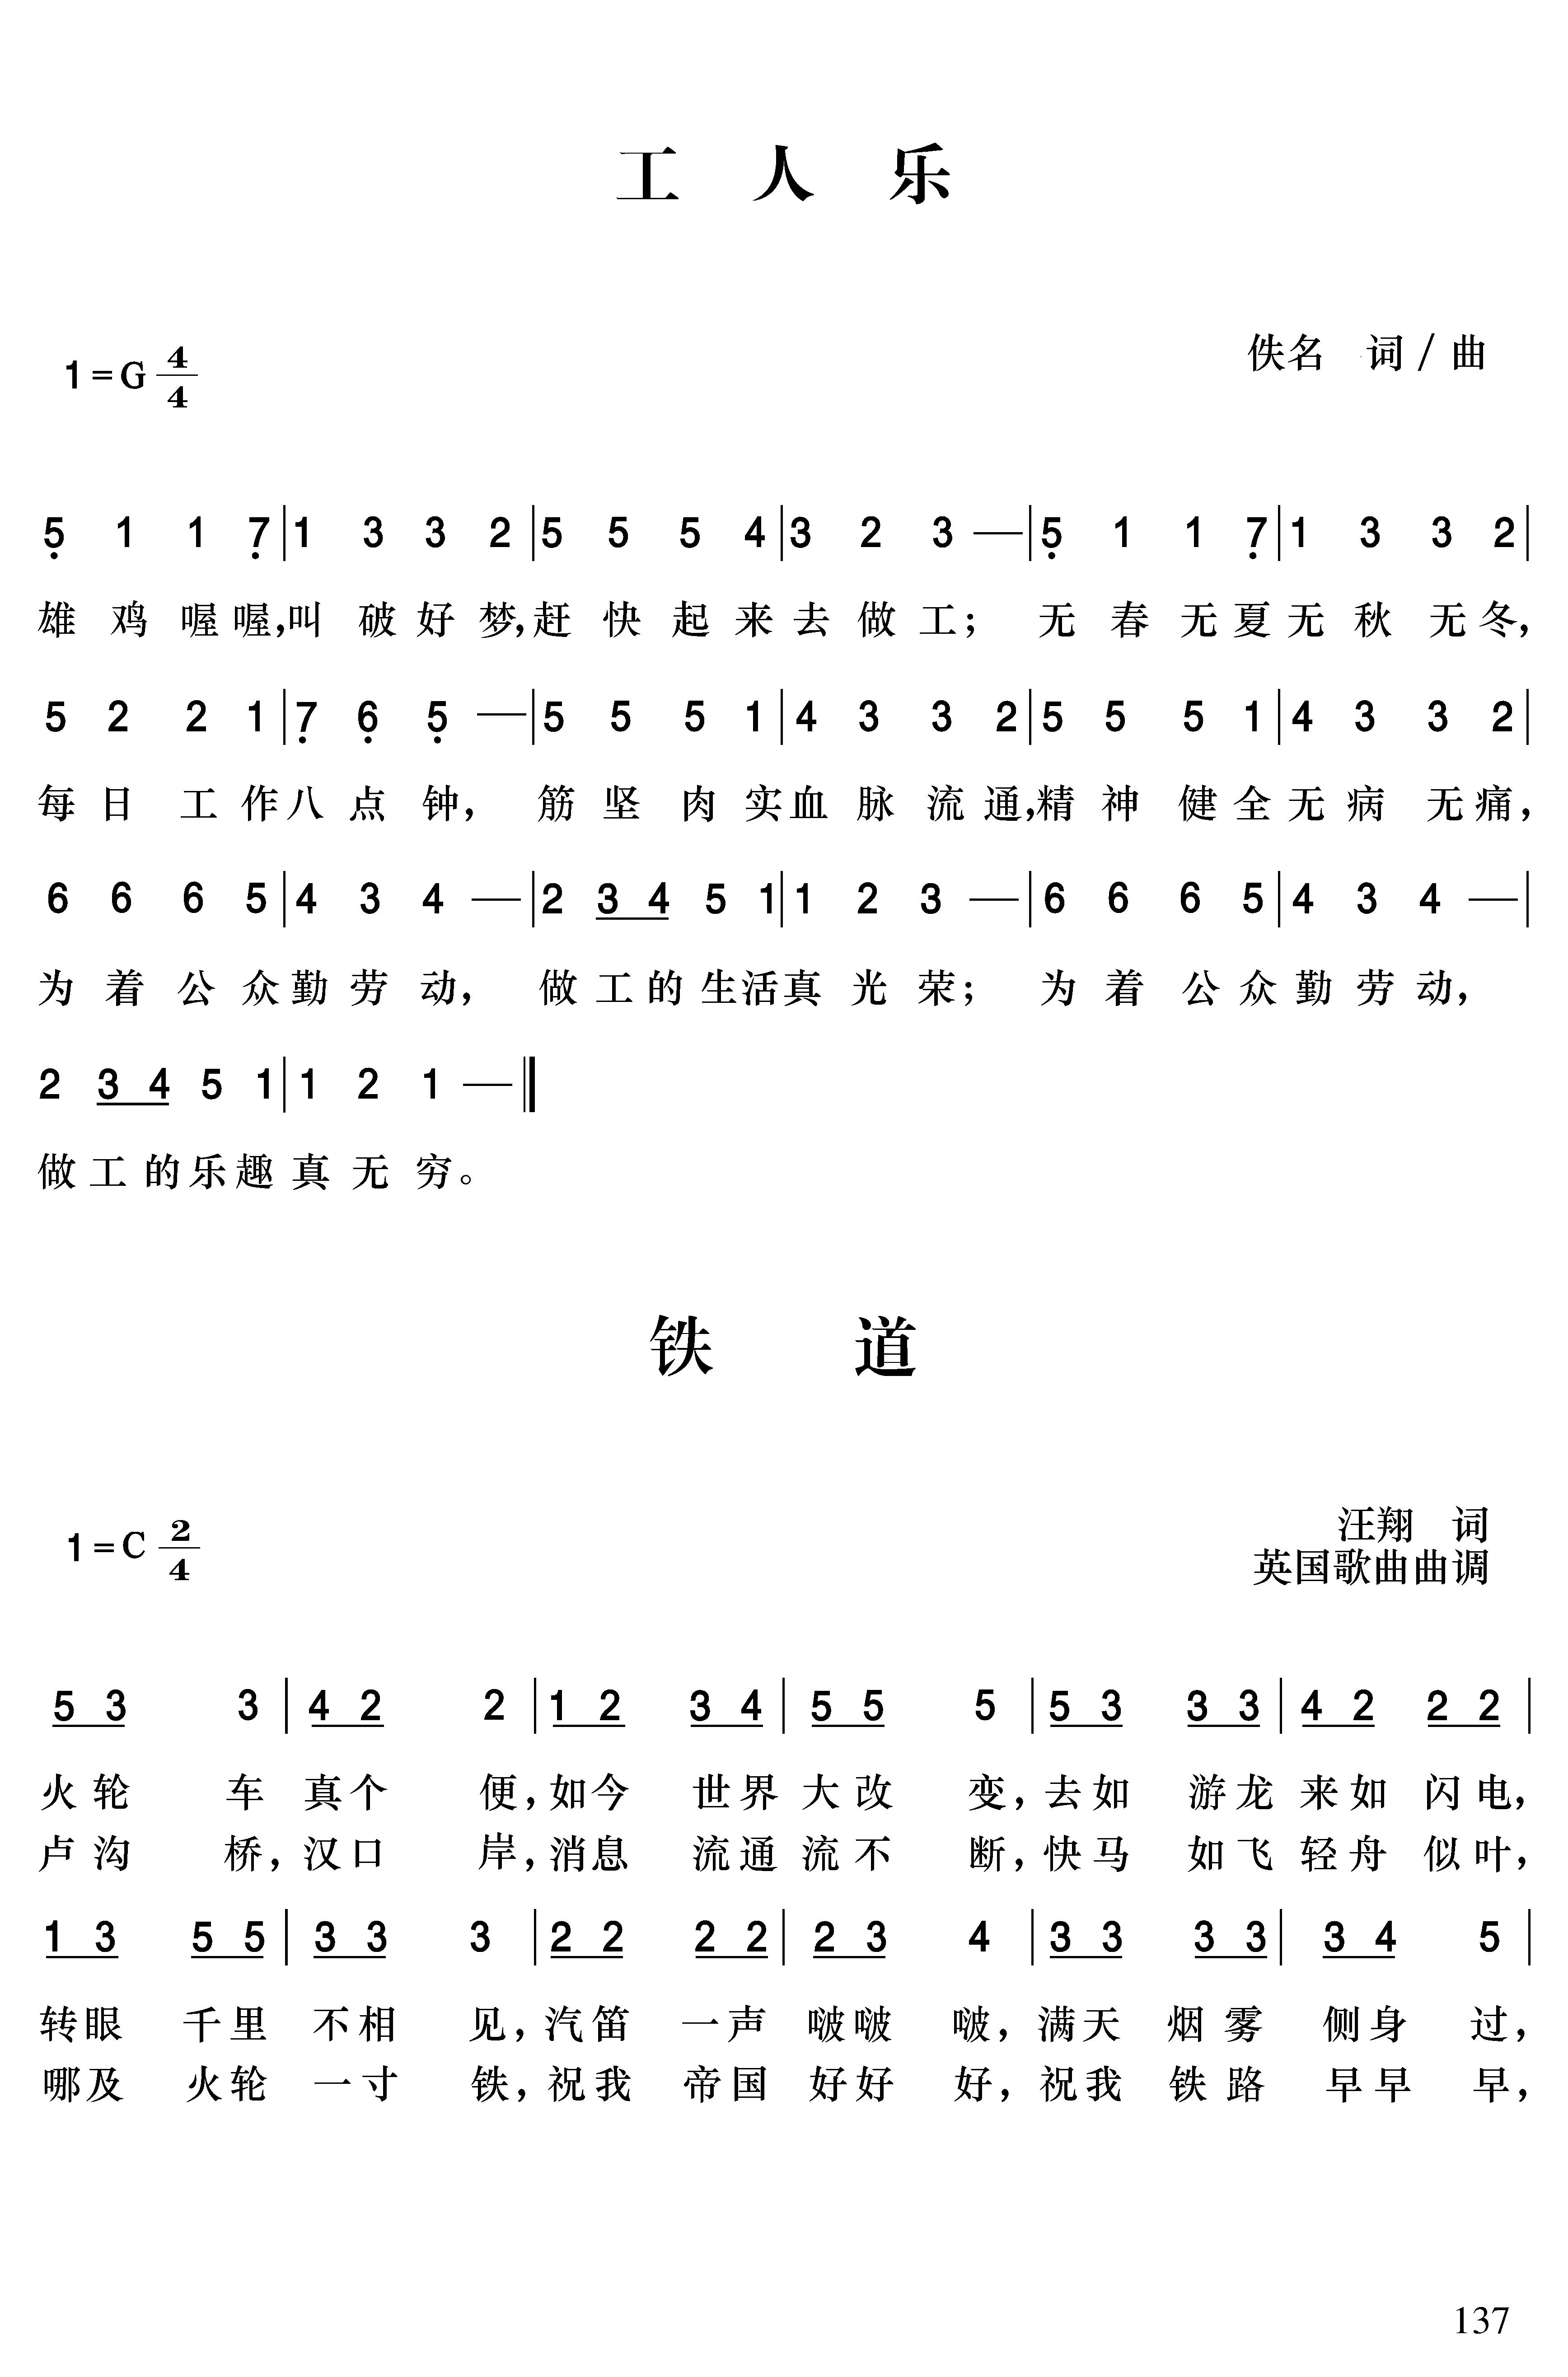 工 人 乐
1=G 4/4
佚名 词/曲
5̣ 1 1 7̣ | 1 3 3 2 | 5 5 5 4 | 3 2 3 — | 5̣ 1 1 7̣ | 1 3 3 2 |
雄 鸡 喔 喔,叫 破 好 梦,赶 快 起 来 去 做 工; 无 春 无 夏 无 秋 无 冬,
5 2 2 1 | 7̣ 6̣ 5̣ — | 5 5 5 1 | 4 3 3 2 | 5 5 5 1 | 4 3 3 2 |
每 日 工 作 八 点 钟, 筋 坚 肉 实 血 脉 流 通,精 神 健 全 无 病 无 痛,
6 6 6 5 | 4 3 4 — | 2 3 4 5 1 | 1 2 3 — | 6 6 6 5 | 4 3 4 — |
为 着 公 众 勤 劳 动, 做 工 的 生 活 真 光 荣; 为 着 公 众 勤 劳 动,
2 3 4 5 1 | 1 2 1 — ‖
做 工 的 乐 趣 真 无 穷。
铁 道
1=C 2/4
汪翔 词
英国歌曲曲调
5 3 3 | 4 2 2 | 1 2 3 4 | 5 5 5 | 5 3 3 3 | 4 2 2 2 |
火 轮 车 真 个 便,如 今 世 界 大 改 变,去 如 游 龙 来 如 闪 电,
卢 沟 桥,汉 口 岸,消 息 流 通 流 不 断,快 马 如 飞 轻 舟 似 叶,
1 3 5 5 | 3 3 3 | 2 2 2 2 | 2 3 4 | 3 3 3 3 | 3 4 5 |
转 眼 千 里 不 相 见,汽 笛 一 声 啵 啵 啵,满 天 烟 雾 侧 身 过,
哪 及 火 轮 一 寸 铁,祝 我 帝 国 好 好 好,祝 我 铁 路 早 早 早,
137